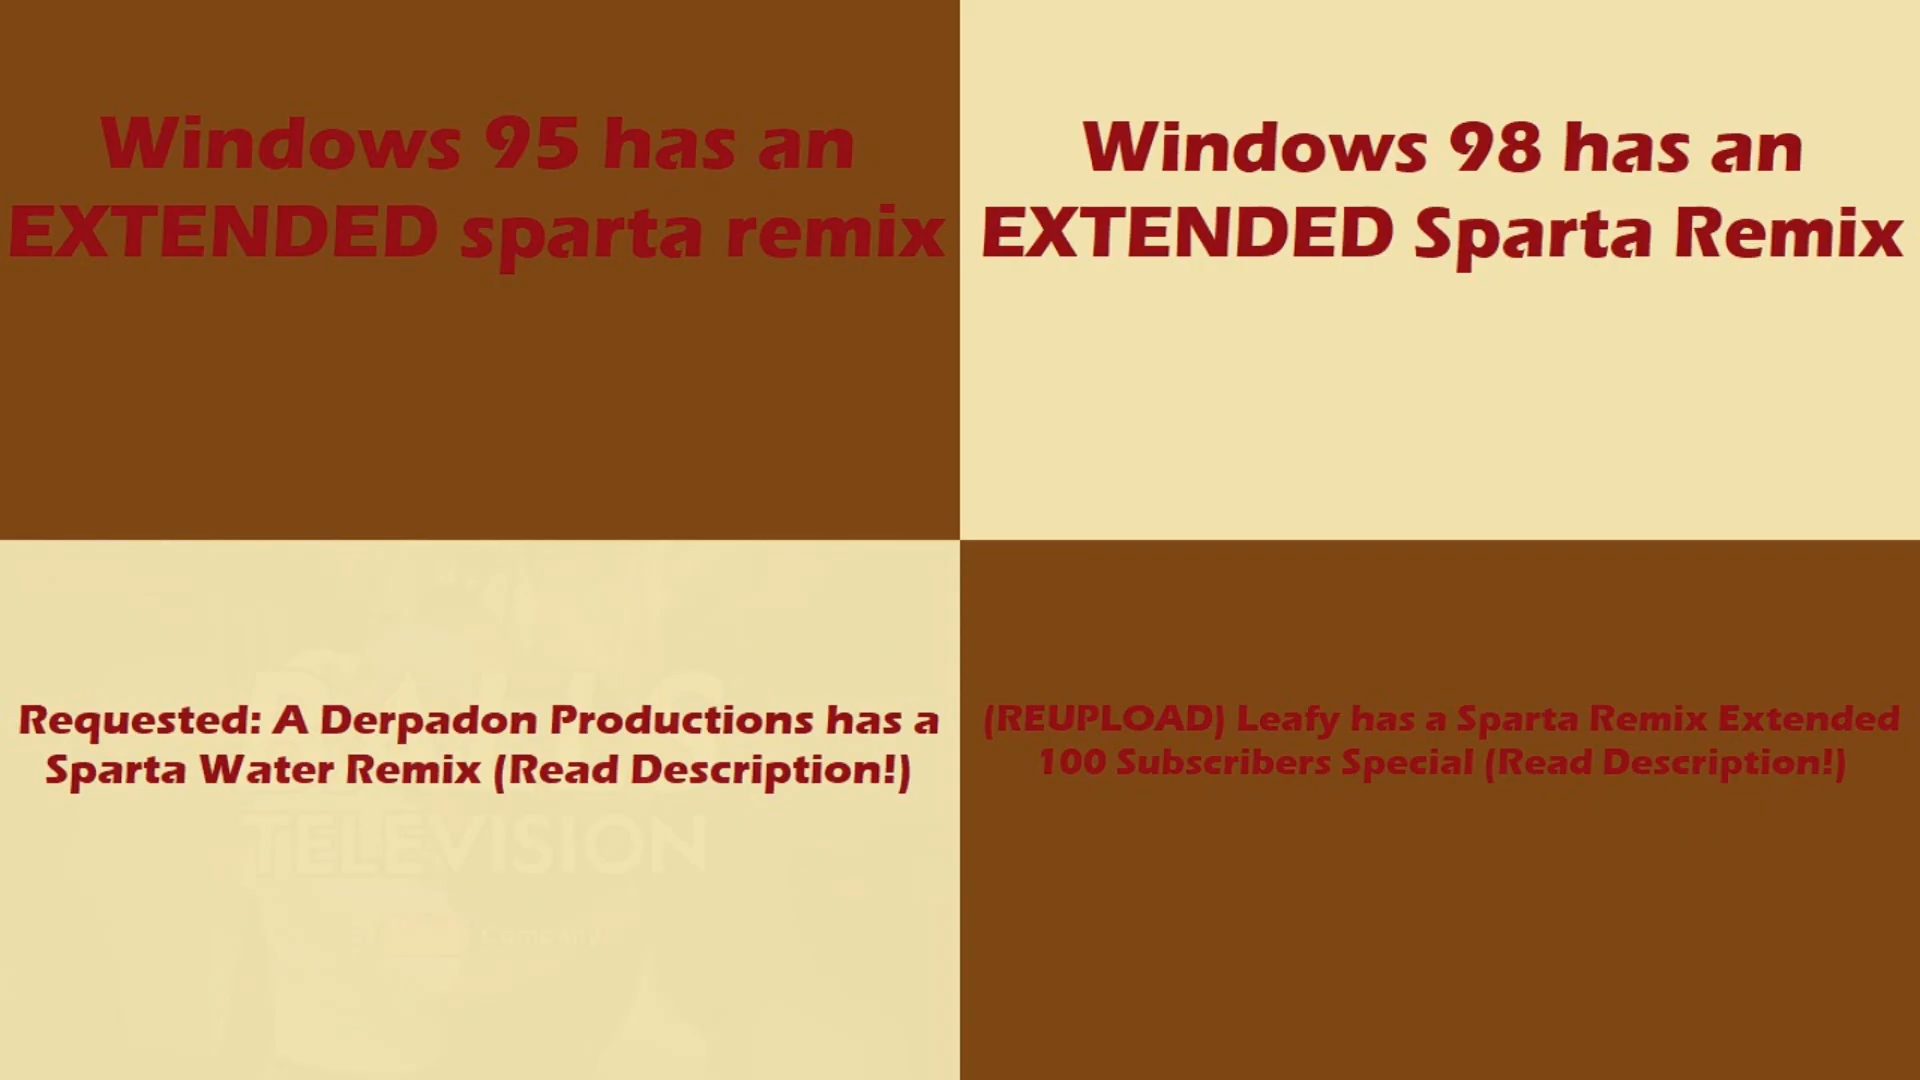 Windows 95 has an
EXTENDED sparta remix
Windows 98 has an
EXTENDED Sparta Remix
Requested: A Derpadon Productions has a
Sparta Water Remix (Read Description!)
TELEVISION
(REUPLOAD) Leafy has a Sparta Remix Extended
100 Subscribers Special (Read Description!)